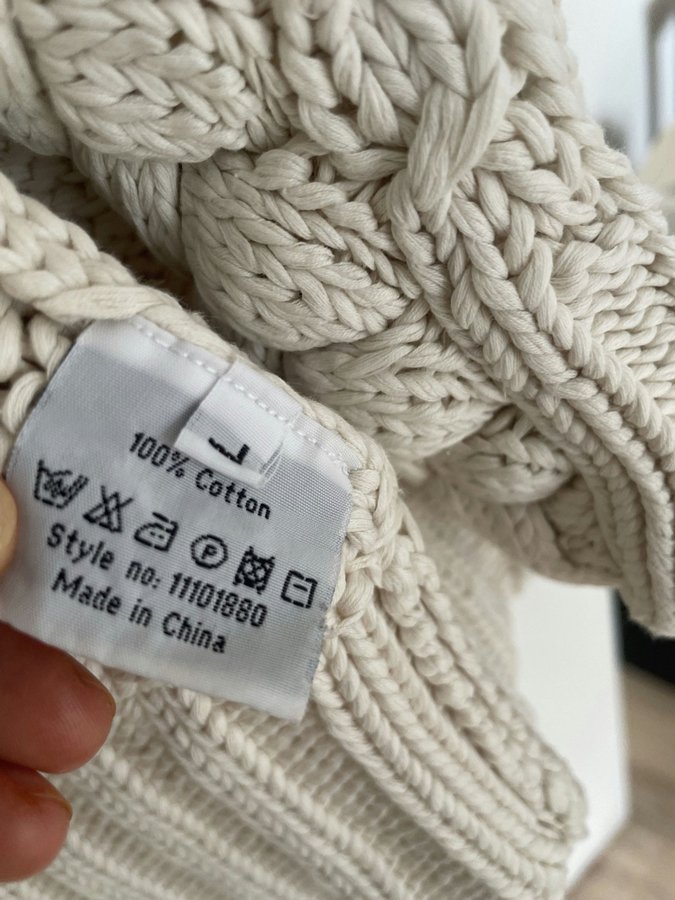 L
100% Cotton
P
Style no: 11101880
Made in China